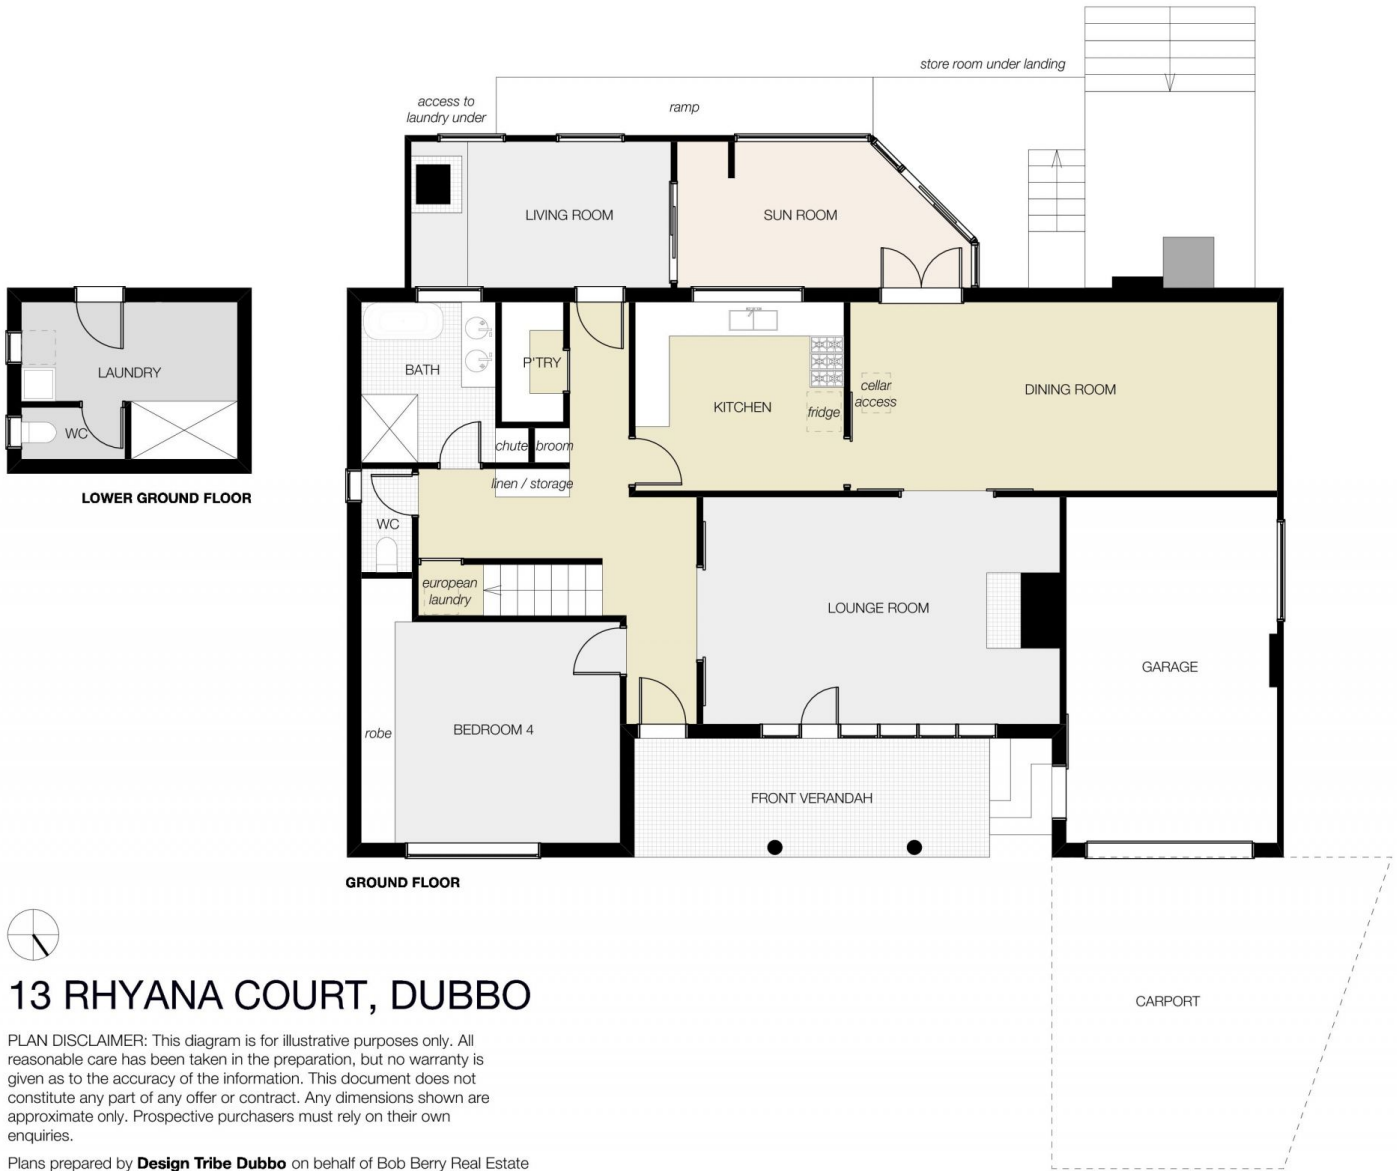 store room under landing
access to
laundry under
ramp
LIVING ROOM
SUN ROOM
LAUNDRY
WC
LOWER GROUND FLOOR
BATH
P'TRY
KITCHEN
fridge
cellar
access
DINING ROOM
chute
broom
linen / storage
WC
european
laundry
LOUNGE ROOM
GARAGE
robe
BEDROOM 4
FRONT VERANDAH
GROUND FLOOR
CARPORT
13 RHYANA COURT, DUBBO
PLAN DISCLAIMER: This diagram is for illustrative purposes only. All
reasonable care has been taken in the preparation, but no warranty is
given as to the accuracy of the information. This document does not
constitute any part of any offer or contract. Any dimensions shown are
approximate only. Prospective purchasers must rely on their own
enquiries.
Plans prepared by Design Tribe Dubbo on behalf of Bob Berry Real Estate